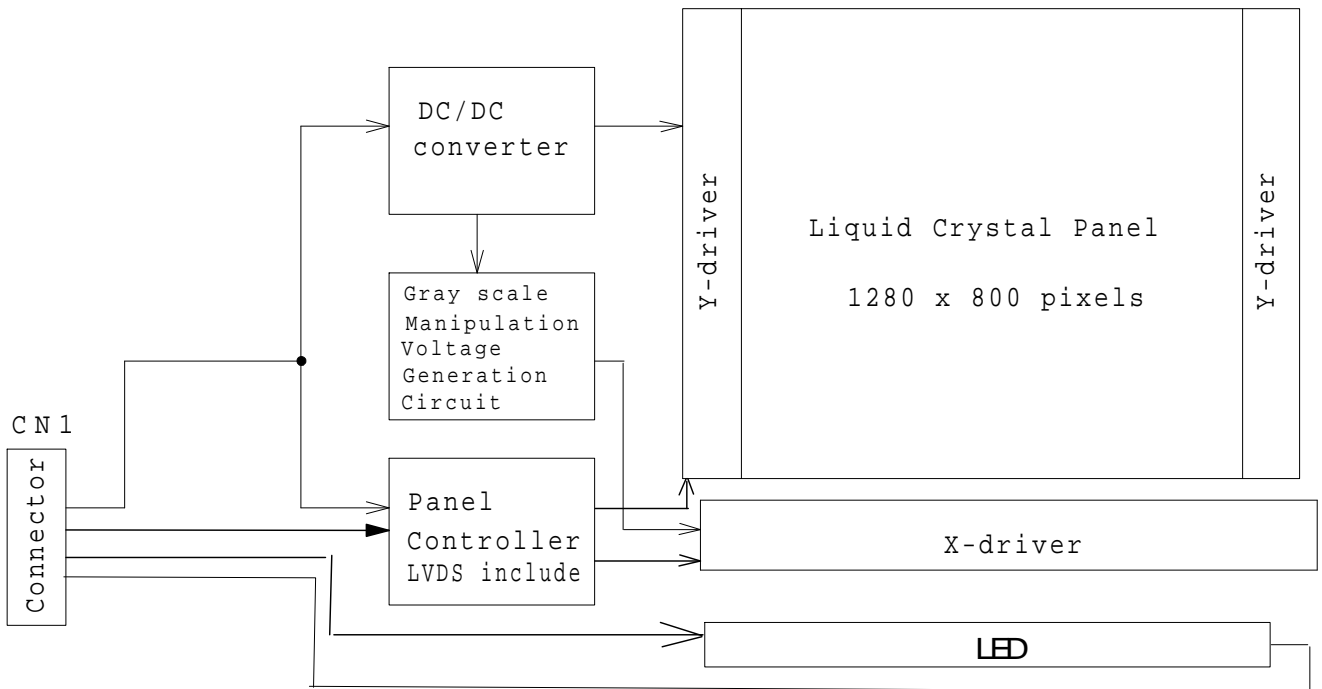 DC/DC
converter
Y-driver
Liquid Crystal Panel
1280 x 800 pixels
Y-driver
Gray scale
Manipulation
Voltage
Generation
Circuit
CN1
Connector
Panel
Controller
LVDS include
X-driver
LED